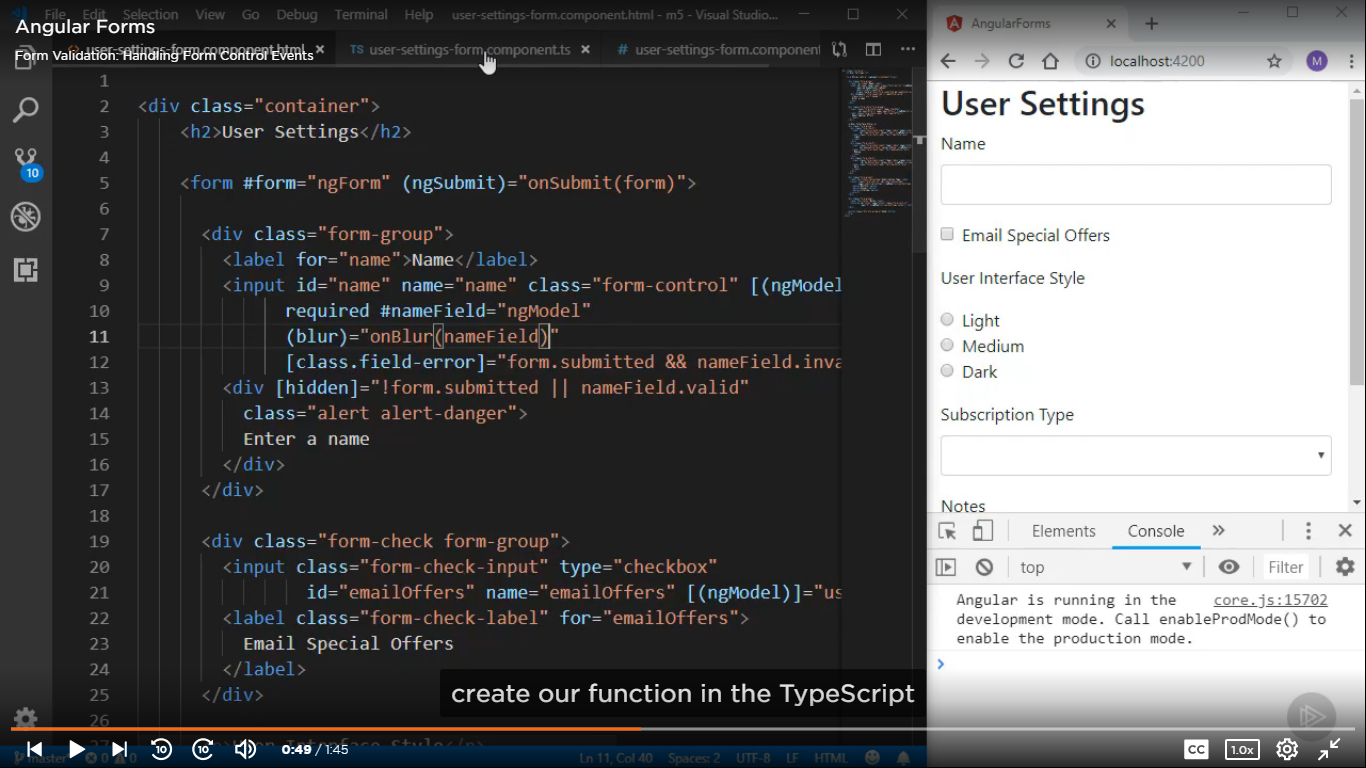 File Edit Selection View Go Debug Terminal Help user-settings-form.component.html - m5 - Visual Studio...
Angular Forms
user-settings-form.component.html
TS user-settings-form.component.ts
# user-settings-form.component
Form Validation: Handling Form Control Events
1
2 <div class="container">
3 <h2>User Settings</h2>
4
5 <form #form="ngForm" (ngSubmit)="onSubmit(form)">
6
7 <div class="form-group">
8 <label for="name">Name</label>
9 <input id="name" name="name" class="form-control" [(ngModel
10 required #nameField="ngModel"
11 (blur)="onBlur(nameField)"
12 [class.field-error]="form.submitted && nameField.inva
13 <div [hidden]="!form.submitted || nameField.valid"
14 class="alert alert-danger">
15 Enter a name
16 </div>
17 </div>
18
19 <div class="form-check form-group">
20 <input class="form-check-input" type="checkbox"
21 id="emailOffers" name="emailOffers" [(ngModel)]="us
22 <label class="form-check-label" for="emailOffers">
23 Email Special Offers
24 </label>
25 </div>
26
10
create our function in the TypeScript
master
0 0
Ln 11, Col 40 Spaces: 2 UTF-8 LF HTML
10 10 0:49 / 1:45
CC 1.0x
AngularForms
localhost:4200
M
User Settings
Name
Email Special Offers
User Interface Style
Light
Medium
Dark
Subscription Type
Notes
Elements Console »
top Filter
Angular is running in the core.js:15702
development mode. Call enableProdMode() to
enable the production mode.